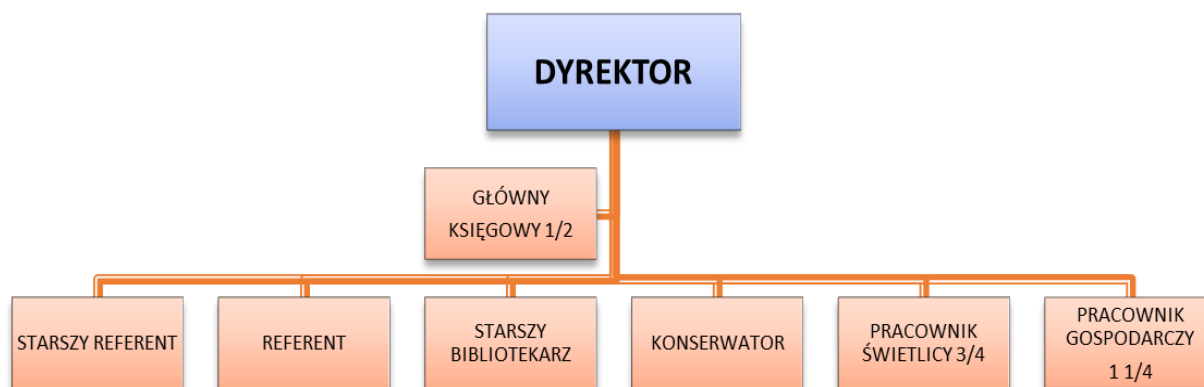 DYREKTOR
GŁÓWNY
KSIĘGOWY 1/2
STARSZY REFERENT
REFERENT
STARSZY
BIBLIOTEKARZ
KONSERWATOR
PRACOWNIK
ŚWIETLICY 3/4
PRACOWNIK
GOSPODARCZY
1 1/4